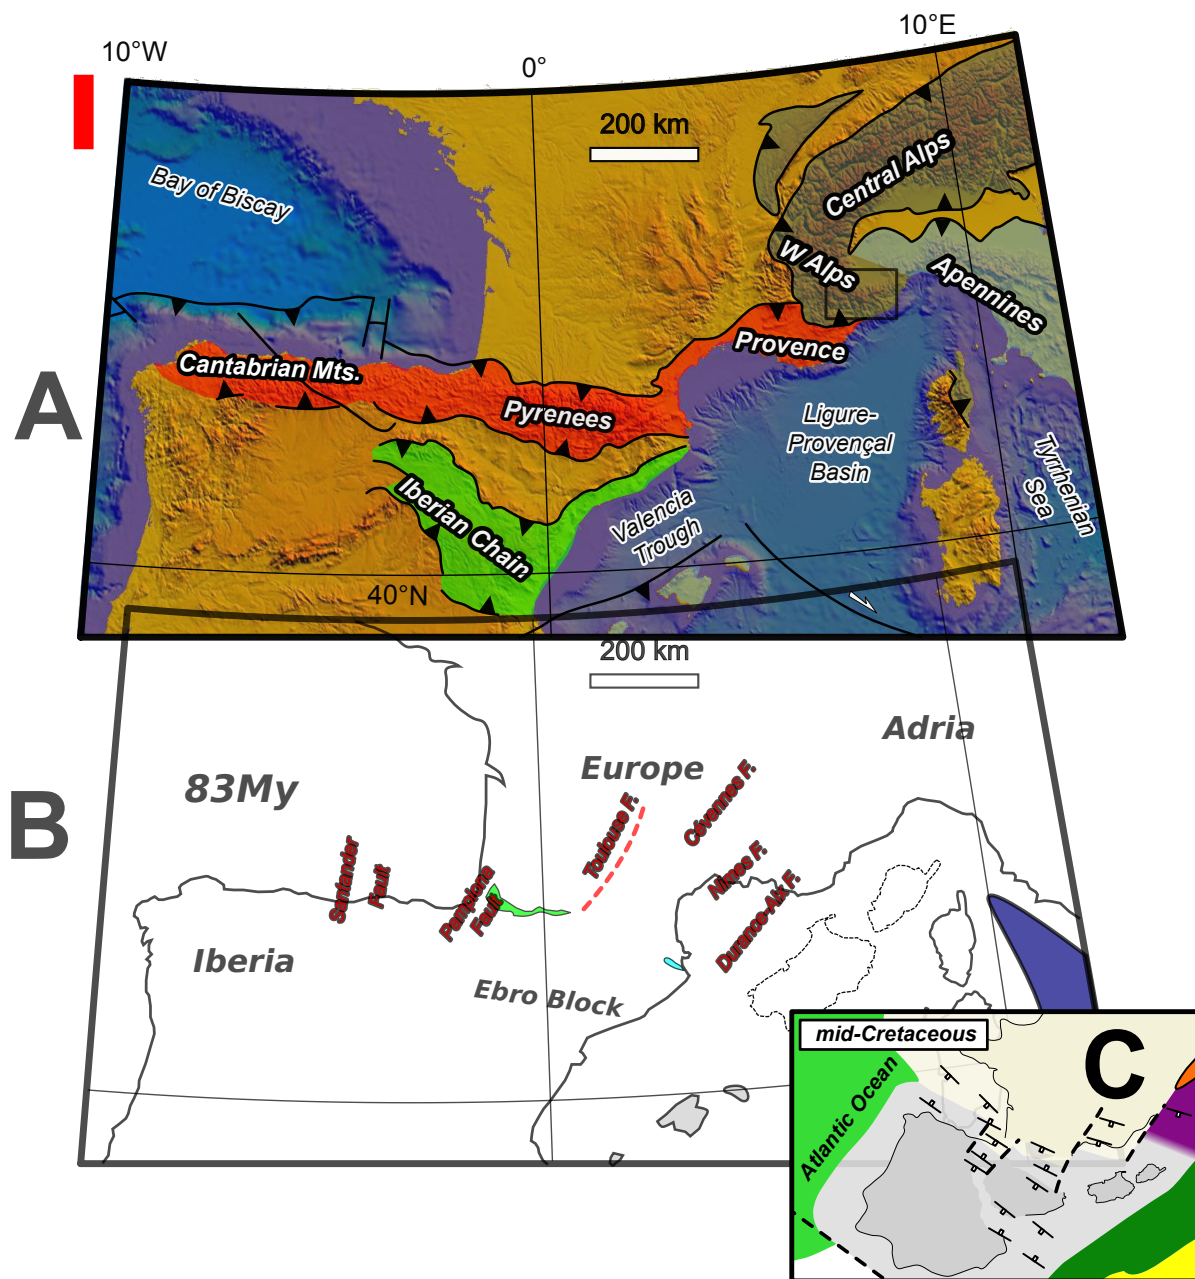 10°W
0°
10°E
200 km
Bay of Biscay
Central Alps
W Alps
Apennines
Provence
Cantabrian Mts.
Pyrenees
A
Ligure-
Provençal
Basin
Tyrrhenian
Sea
Iberian Chain
Valencia
Trough
40°N
200 km
Adria
Europe
83My
B
Cévennes F.
Toulouse F.
Santander
Fault
Pamplona
Fault
Nimes F.
Durance-Aix F.
Iberia
Ebro Block
mid-Cretaceous
C
Atlantic Ocean